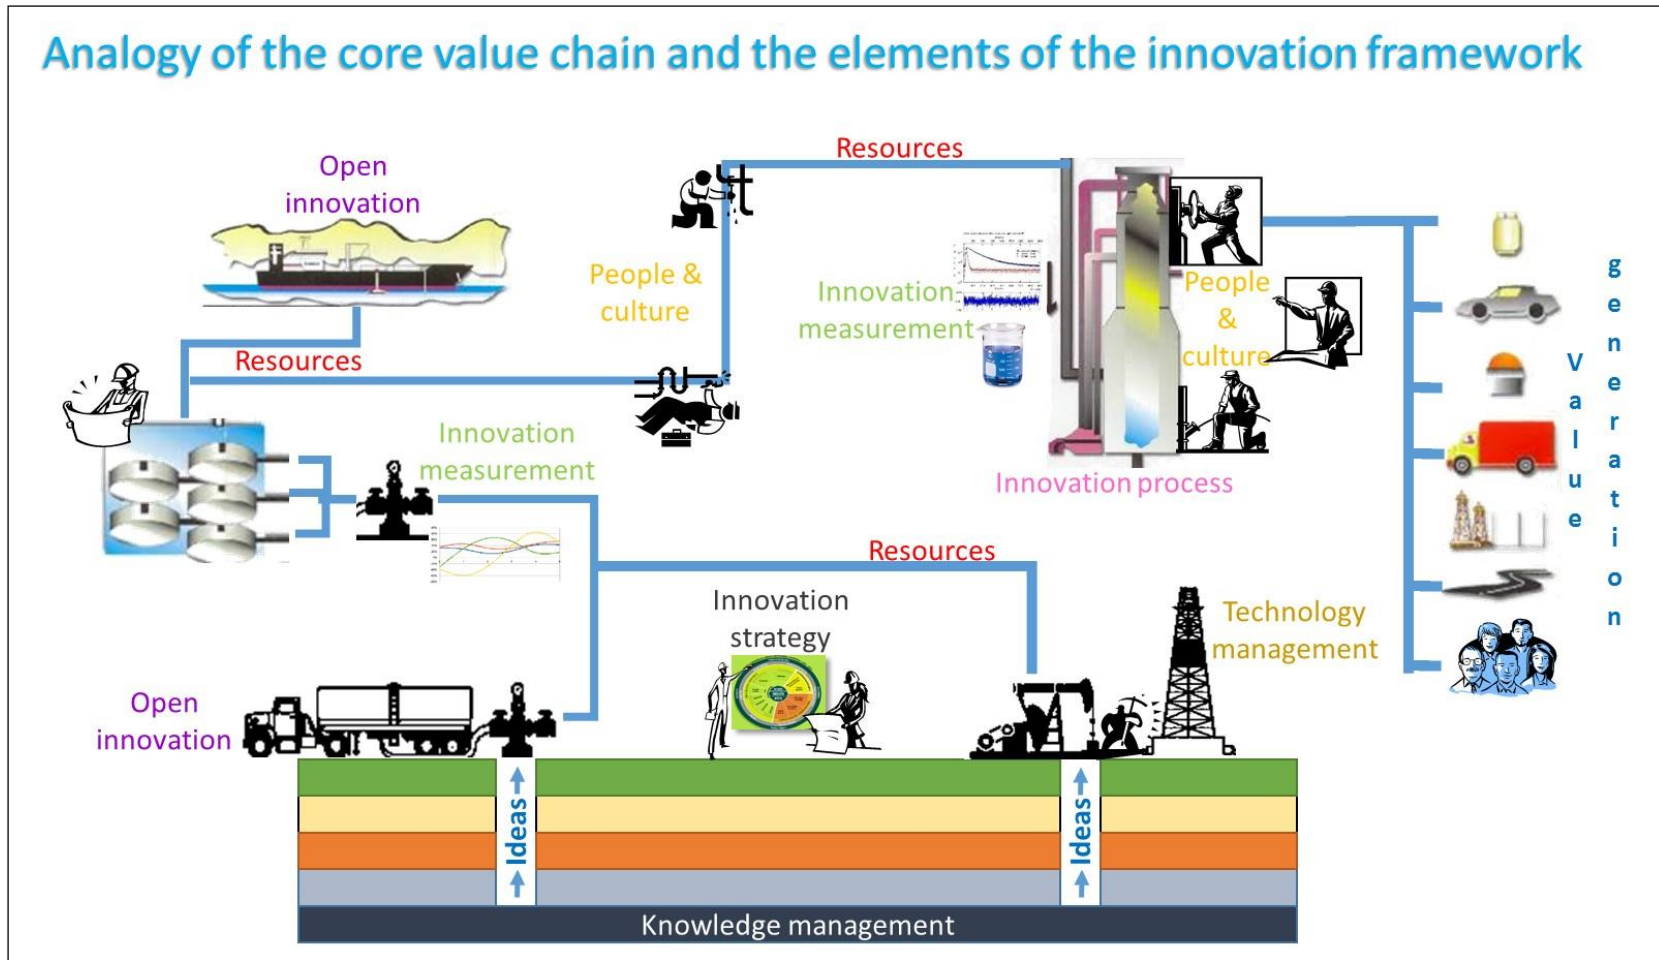 Analogy of the core value chain and the elements of the innovation framework
Open
innovation
Resources
People &
culture
Resources
Innovation
measurement
People
&
culture
Innovation process
Value
generation
Innovation
measurement
Resources
Innovation
strategy
Technology
management
Open
innovation
Ideas
Ideas
Knowledge management